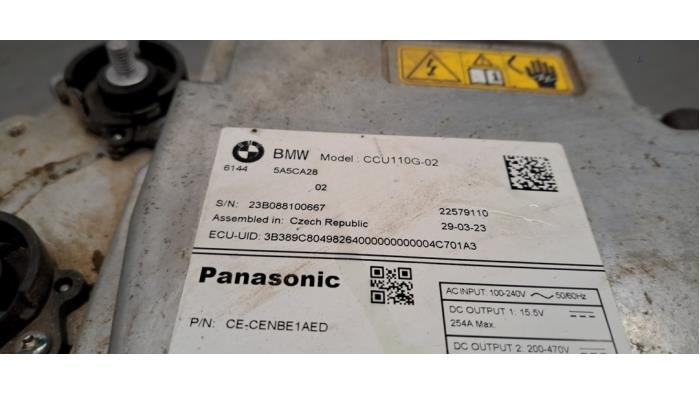 BMW Model : CCU110G-02
6144 5A5CA28
02
S/N: 23B088100667 22579110
Assembled in: Czech Republic 29-03-23
ECU-UID: 3B389C80498264000000000004C701A3
Panasonic
P/N: CE-CENBE1AED
AC INPUT: 100-240V 50/60Hz
DC OUTPUT 1: 15.5V
254A Max.
DC OUTPUT 2: 200-470V